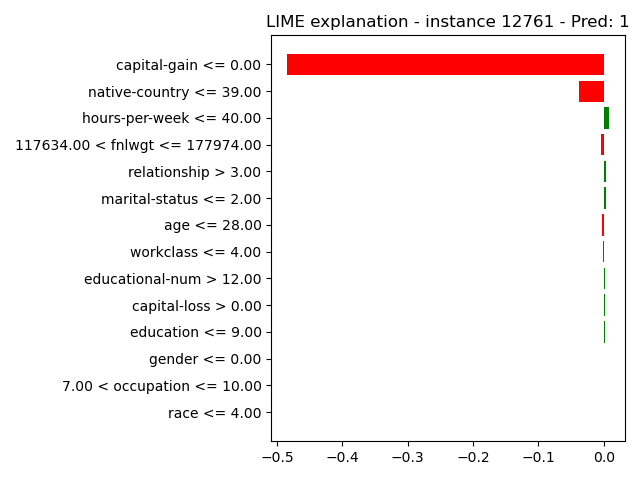 LIME explanation - instance 12761 - Pred: 1
capital-gain <= 0.00
native-country <= 39.00
hours-per-week <= 40.00
117634.00 < fnlwgt <= 177974.00
relationship > 3.00
marital-status <= 2.00
age <= 28.00
workclass <= 4.00
educational-num > 12.00
capital-loss > 0.00
education <= 9.00
gender <= 0.00
7.00 < occupation <= 10.00
race <= 4.00
−0.5 −0.4 −0.3 −0.2 −0.1 0.0